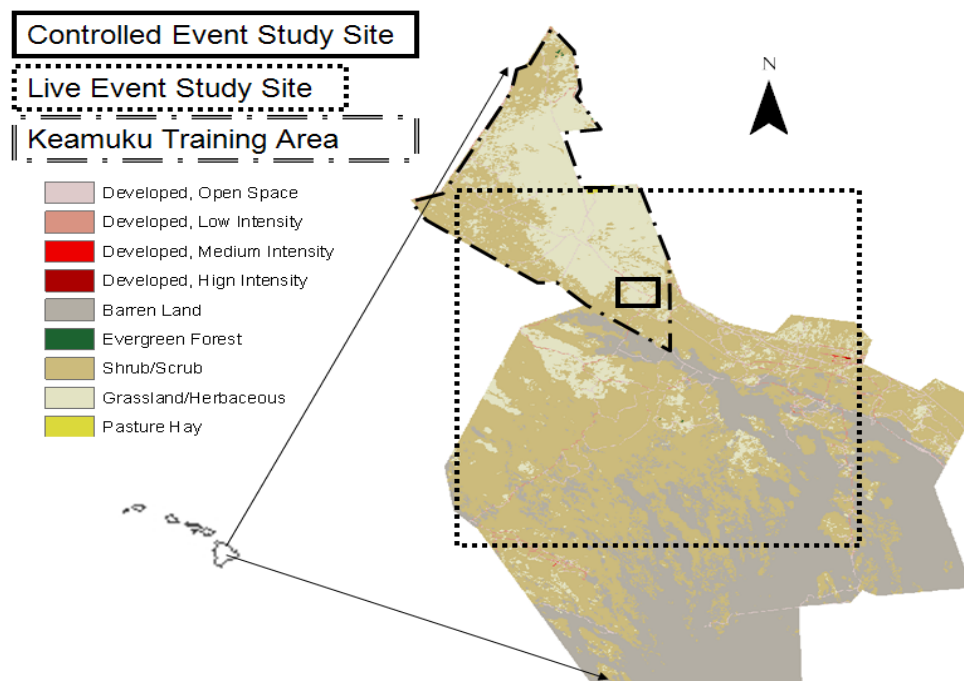 Controlled Event Study Site
Live Event Study Site
Keamuku Training Area
N
Developed, Open Space
Developed, Low Intensity
Developed, Medium Intensity
Developed, Hign Intensity
Barren Land
Evergreen Forest
Shrub/Scrub
Grassland/Herbaceous
Pasture Hay